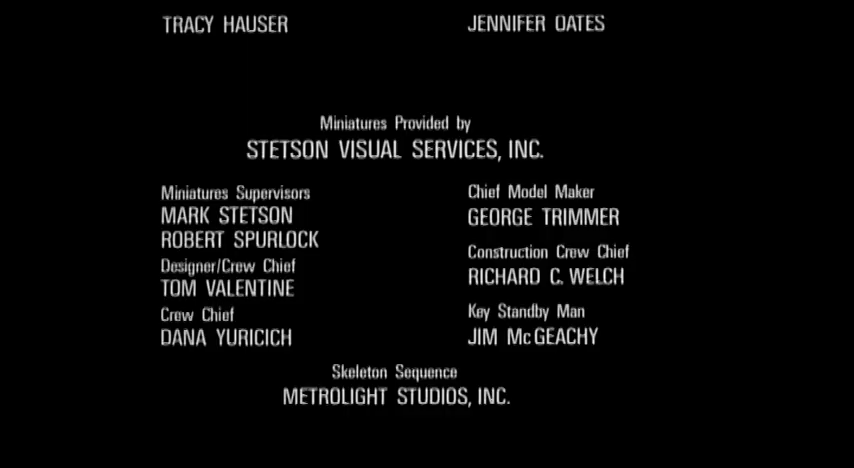 TRACY HAUSER
JENNIFER OATES
Miniatures Provided by
STETSON VISUAL SERVICES, INC.
Miniatures Supervisors
MARK STETSON
ROBERT SPURLOCK
Designer/Crew Chief
TOM VALENTINE
Crew Chief
DANA YURICICH
Chief Model Maker
GEORGE TRIMMER
Construction Crew Chief
RICHARD C. WELCH
Key Standby Man
JIM McGEACHY
Skeleton Sequence
METROLIGHT STUDIOS, INC.